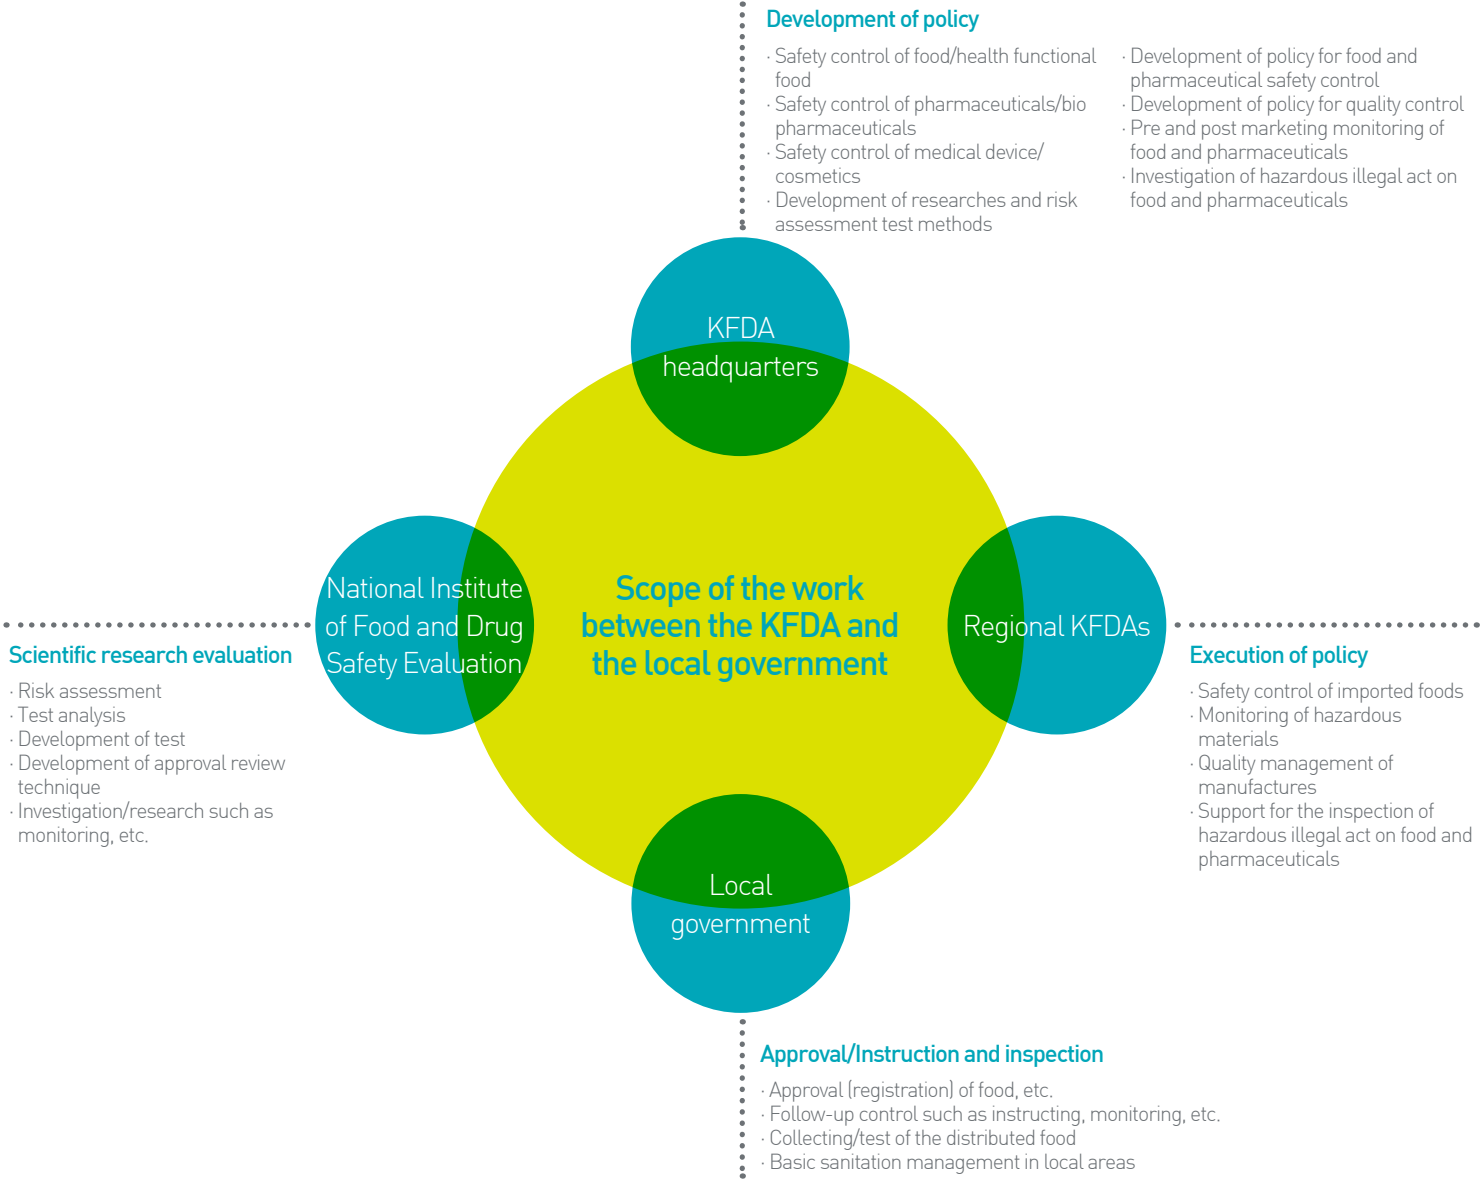 Development of policy
· Safety control of food/health functional
food
· Safety control of pharmaceuticals/bio
pharmaceuticals
· Safety control of medical device/
cosmetics
· Development of researches and risk
assessment test methods
· Development of policy for food and
pharmaceutical safety control
· Development of policy for quality control
· Pre and post marketing monitoring of
food and pharmaceuticals
· Investigation of hazardous illegal act on
food and pharmaceuticals
KFDA
headquarters
National Institute
of Food and Drug
Safety Evaluation
Scope of the work
between the KFDA and
the local government
Regional KFDAs
Scientific research evaluation
· Risk assessment
· Test analysis
· Development of test
· Development of approval review
technique
· Investigation/research such as
monitoring, etc.
Execution of policy
· Safety control of imported foods
· Monitoring of hazardous
materials
· Quality management of
manufactures
· Support for the inspection of
hazardous illegal act on food and
pharmaceuticals
Local
government
Approval/Instruction and inspection
· Approval (registration) of food, etc.
· Follow-up control such as instructing, monitoring, etc.
· Collecting/test of the distributed food
· Basic sanitation management in local areas